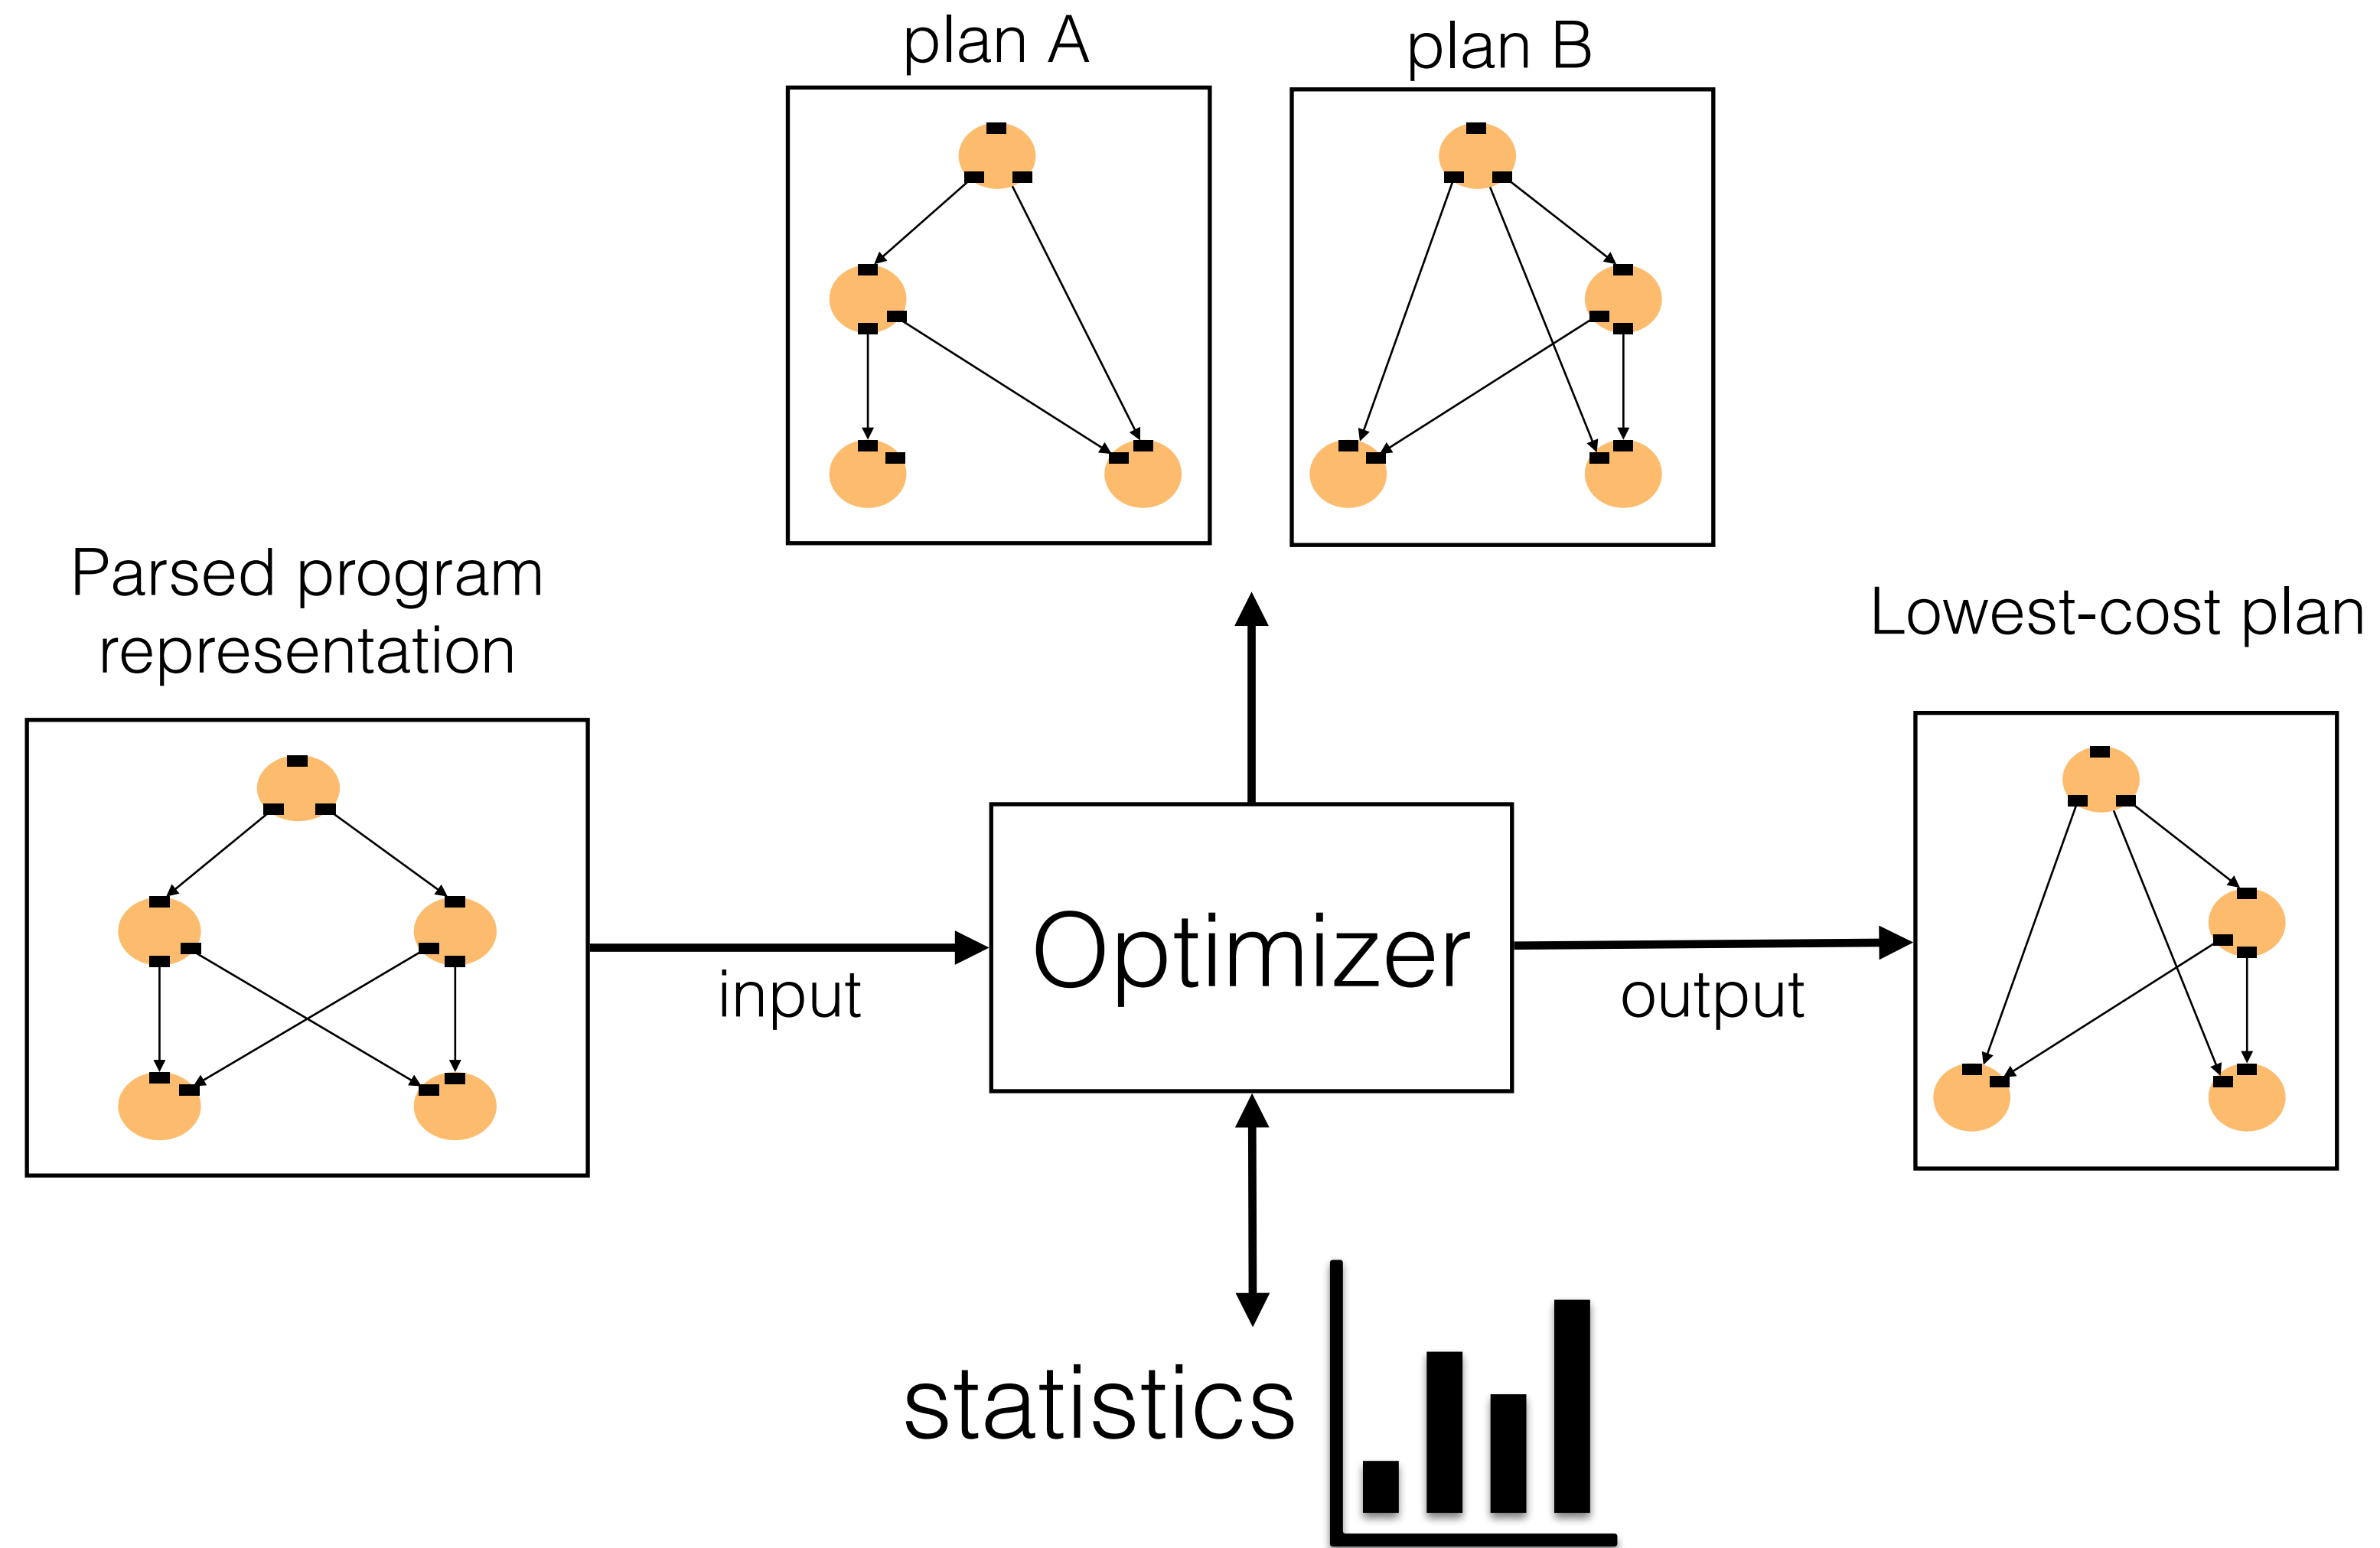 plan A
plan B
Parsed program
representation
Lowest-cost plan
Optimizer
input
output
statistics